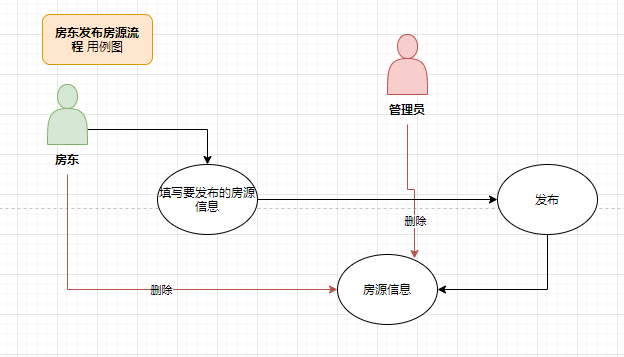 房东发布房源流
程 用例图
管理员
房东
填写要发布的房源
信息
发布
删除
房源信息
删除